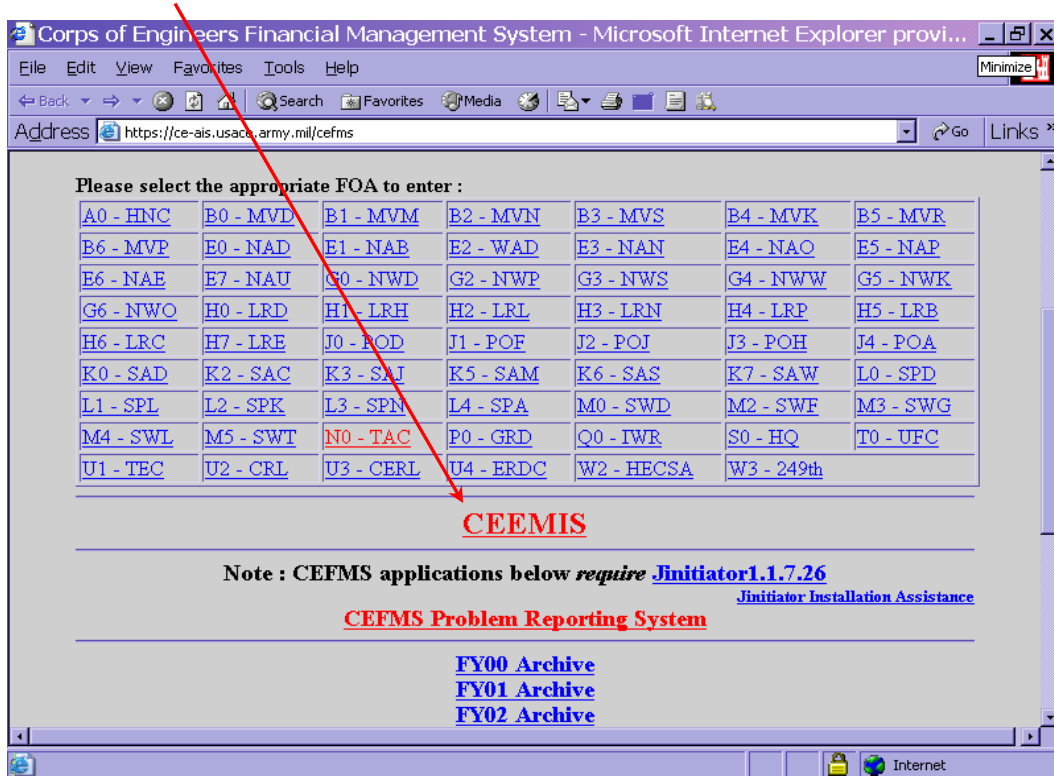 Corps of Engineers Financial Management System - Microsoft Internet Explorer provi...
File Edit View Favorites Tools Help
Minimize
Back Search Favorites Media
Address https://ce-ais.usace.army.mil/cefms Go Links »
Please select the appropriate FOA to enter :
A0 - HNC B0 - MVD B1 - MVM B2 - MVN B3 - MVS B4 - MVK B5 - MVR
B6 - MVP E0 - NAD E1 - NAB E2 - WAD E3 - NAN E4 - NAO E5 - NAP
E6 - NAE E7 - NAU G0 - NWD G2 - NWP G3 - NWS G4 - NWW G5 - NWK
G6 - NWO H0 - LRD H1 - LRH H2 - LRL H3 - LRN H4 - LRP H5 - LRB
H6 - LRC H7 - LRE J0 - POD J1 - POF J2 - POJ J3 - POH J4 - POA
K0 - SAD K2 - SAC K3 - SAJ K5 - SAM K6 - SAS K7 - SAW L0 - SPD
L1 - SPL L2 - SPK L3 - SPN L4 - SPA M0 - SWD M2 - SWF M3 - SWG
M4 - SWL M5 - SWT N0 - TAC P0 - GRD Q0 - IWR S0 - HQ T0 - UFC
U1 - TEC U2 - CRL U3 - CERL U4 - ERDC W2 - HECSA W3 - 249th
CEEMIS
Note : CEFMS applications below require Jinitiator1.1.7.26
Jinitiator Installation Assistance
CEFMS Problem Reporting System
FY00 Archive
FY01 Archive
FY02 Archive
Internet